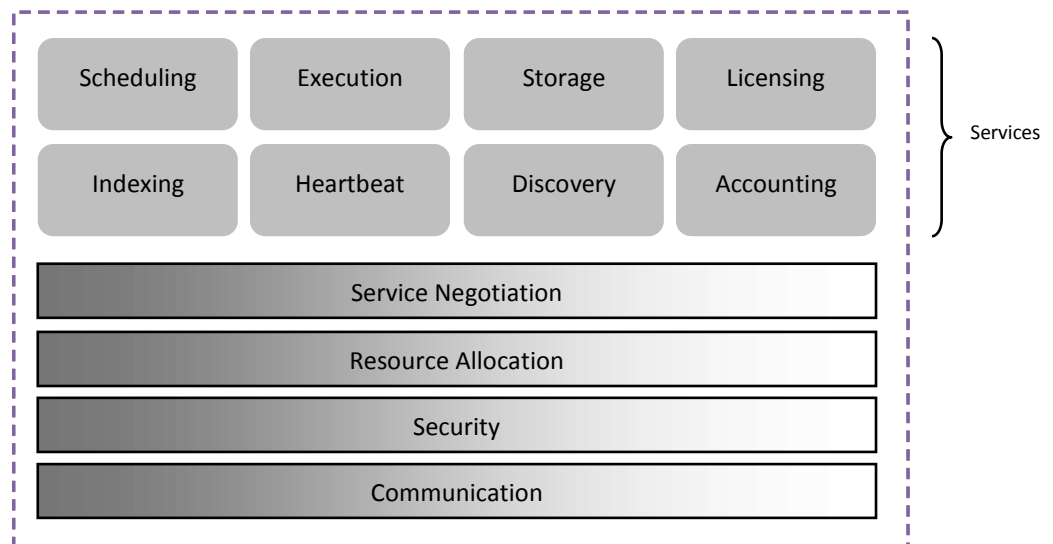 Scheduling
Execution
Storage
Licensing
Services
Indexing
Heartbeat
Discovery
Accounting
Service Negotiation
Resource Allocation
Security
Communication